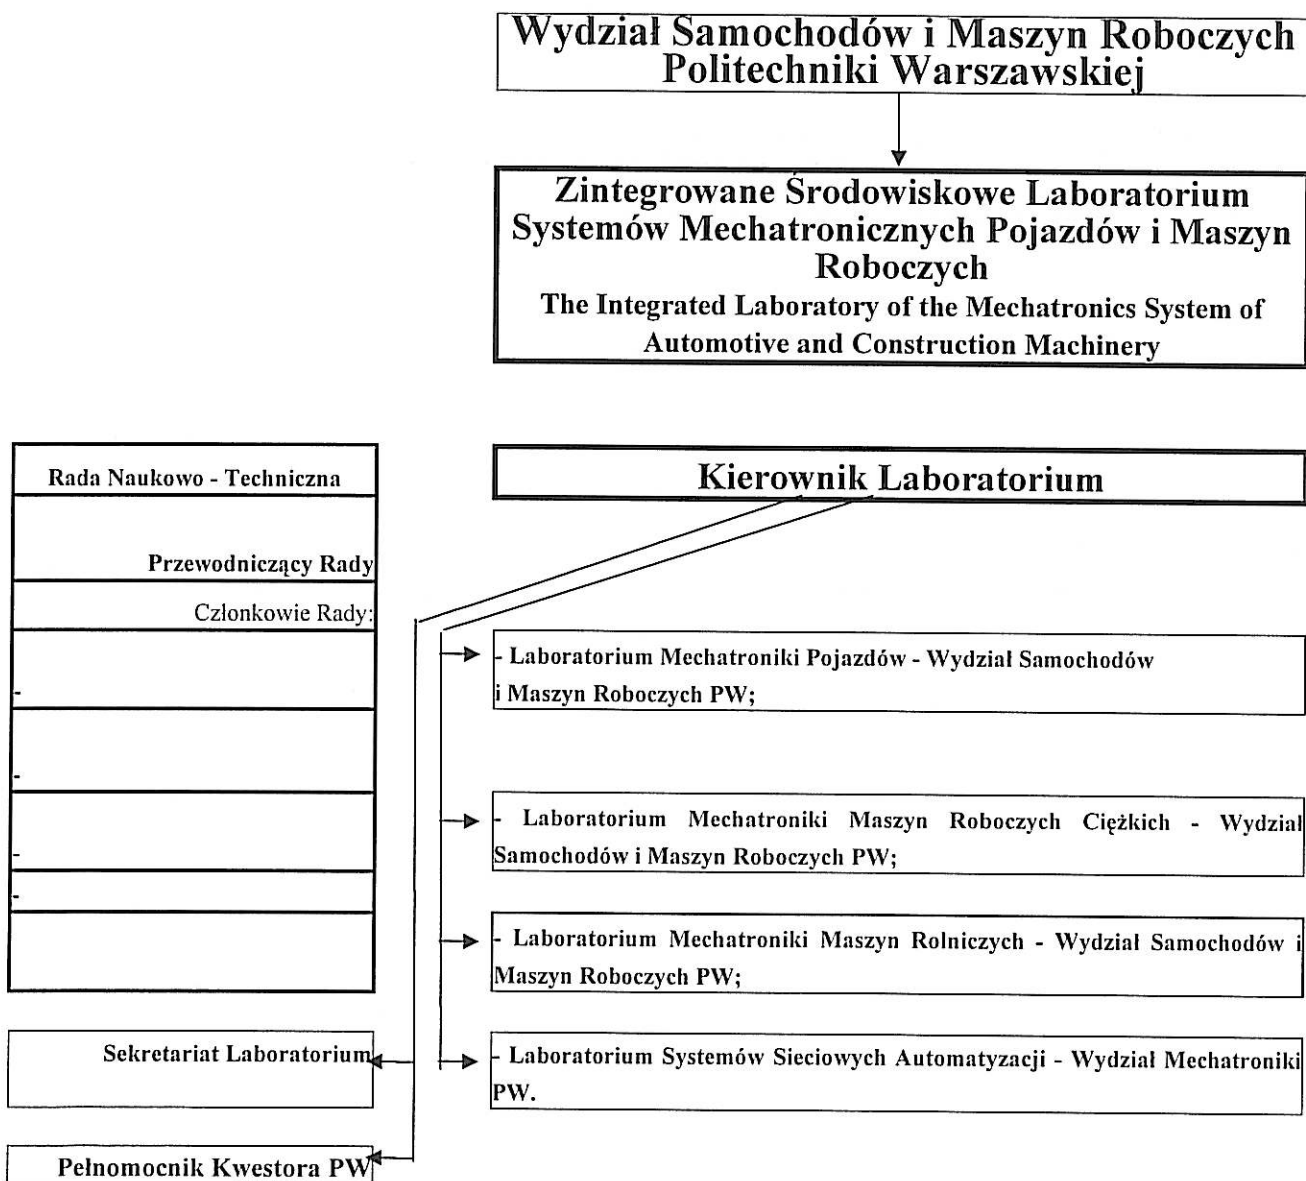 Wydział Samochodów i Maszyn Roboczych
Politechniki Warszawskiej
Zintegrowane Środowiskowe Laboratorium
Systemów Mechatronicznych Pojazdów i Maszyn
Roboczych
The Integrated Laboratory of the Mechatronics System of
Automotive and Construction Machinery
Rada Naukowo - Techniczna
Przewodniczący Rady
Członkowie Rady:
-
-
-
-
Kierownik Laboratorium
- Laboratorium Mechatroniki Pojazdów - Wydział Samochodów
i Maszyn Roboczych PW;
- Laboratorium Mechatroniki Maszyn Roboczych Ciężkich - Wydział
Samochodów i Maszyn Roboczych PW;
- Laboratorium Mechatroniki Maszyn Rolniczych - Wydział Samochodów i
Maszyn Roboczych PW;
- Laboratorium Systemów Sieciowych Automatyzacji - Wydział Mechatroniki
PW.
Sekretariat Laboratorium
Pełnomocnik Kwestora PW